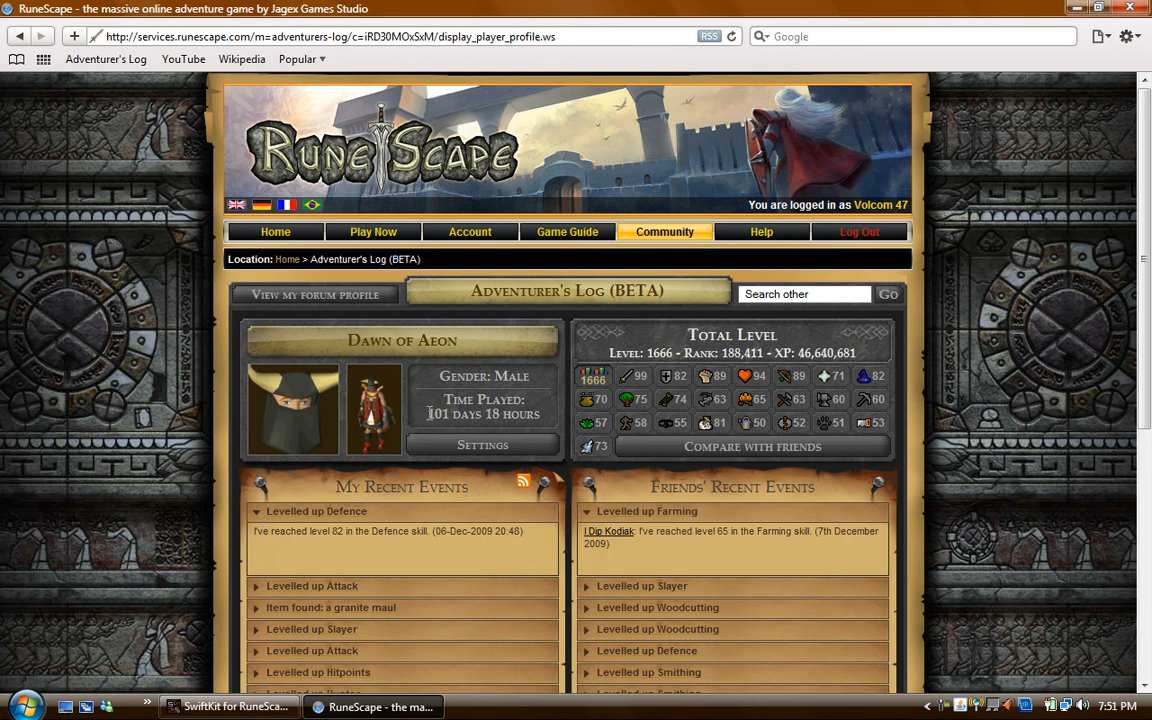 RuneScape - the massive online adventure game by Jagex Games Studio
http://services.runescape.com/m=adventurers-log/c=iRD30MOxSxM/display_player_profile.ws
RSS
Google
Adventurer's Log
YouTube
Wikipedia
Popular
RuneScape
You are logged in as Volcom 47
Home
Play Now
Account
Game Guide
Community
Help
Log Out
Location: Home > Adventurer's Log (BETA)
View my forum profile
Adventurer's Log (BETA)
Search other
Go
Dawn of Aeon
Gender: Male
Time Played:
101 days 18 hours
Settings
Total Level
Level: 1666 - Rank: 188,411 - XP: 46,640,681
1666 99 82 89 94 89 71 82
70 75 74 63 65 63 60 60
57 58 55 81 50 52 51 53
73
Compare with friends
My Recent Events
Levelled up Defence
I've reached level 82 in the Defence skill. (06-Dec-2009 20:48)
Levelled up Attack
Item found: a granite maul
Levelled up Slayer
Levelled up Attack
Levelled up Hitpoints
Levelled up Hunter
Friends' Recent Events
Levelled up Farming
I Dip Kodiak: I've reached level 65 in the Farming skill. (7th December
2009)
Levelled up Slayer
Levelled up Woodcutting
Levelled up Woodcutting
Levelled up Defence
Levelled up Smithing
Levelled up Smithing
SwiftKit for RuneSca...
RuneScape - the ma...
7:51 PM